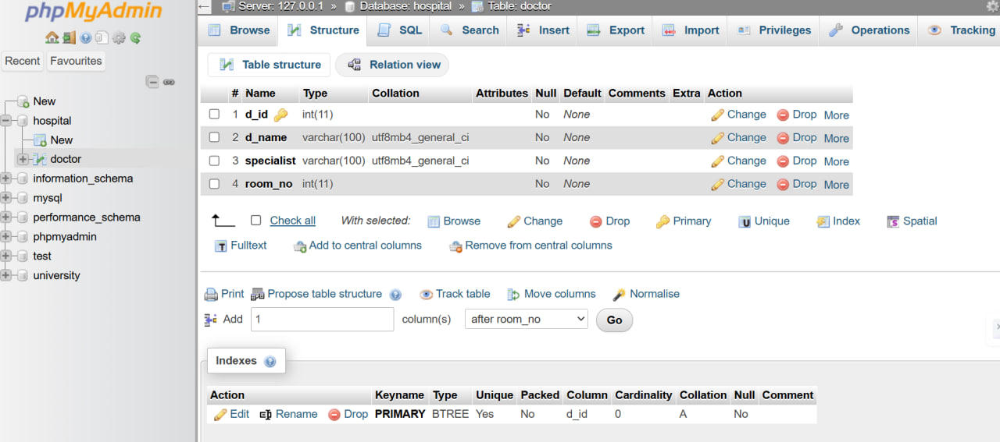 phpMyAdmin
Recent Favourites
New
hospital
New
doctor
information_schema
mysql
performance_schema
phpmyadmin
test
university
Server: 127.0.0.1 » Database: hospital » Table: doctor
Browse Structure SQL Search Insert Export Import Privileges Operations Tracking
Table structure Relation view
# Name Type Collation Attributes Null Default Comments Extra Action
1 d_id int(11) No None Change Drop More
2 d_name varchar(100) utf8mb4_general_ci No None Change Drop More
3 specialist varchar(100) utf8mb4_general_ci No None Change Drop More
4 room_no int(11) No None Change Drop More
Check all With selected: Browse Change Drop Primary Unique Index Spatial
Fulltext Add to central columns Remove from central columns
Print Propose table structure Track table Move columns Normalise
Add 1 column(s) after room_no Go
Indexes
Action Keyname Type Unique Packed Column Cardinality Collation Null Comment
Edit Rename Drop PRIMARY BTREE Yes No d_id 0 A No